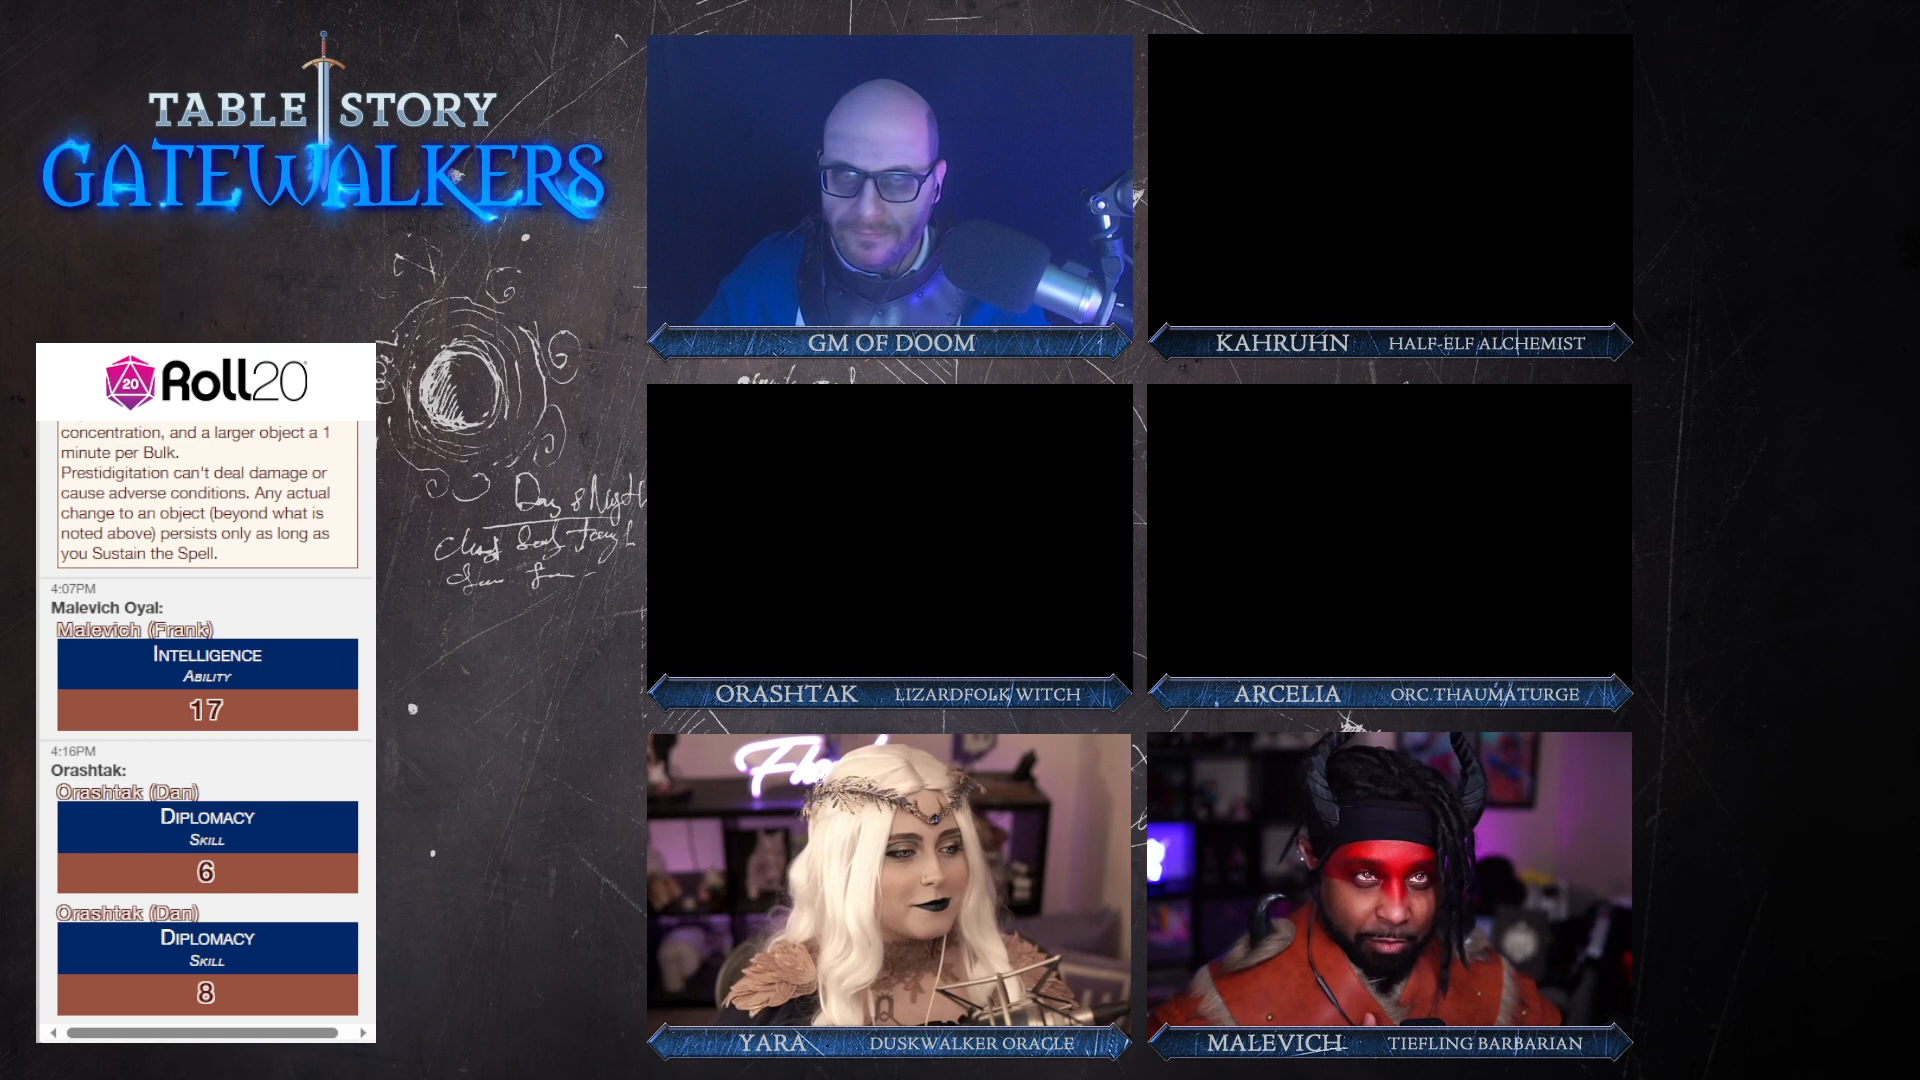 TABLE STORY
GATEWALKERS
20 Roll20
concentration, and a larger object a 1
minute per Bulk.
Prestidigitation can't deal damage or
cause adverse conditions. Any actual
change to an object (beyond what is
noted above) persists only as long as
you Sustain the Spell.
4:07PM
Malevich Oyal:
Malevich (Frank)
INTELLIGENCE
ABILITY
17
4:16PM
Orashtak:
Orashtak (Dan)
DIPLOMACY
SKILL
6
Orashtak (Dan)
DIPLOMACY
SKILL
8
Day & Night
GM OF DOOM
KAHRUHN HALF-ELF ALCHEMIST
ORASHTAK LIZARDFOLK WITCH
ARCELIA ORC THAUMATURGE
YARA DUSKWALKER ORACLE
MALEVICH TIEFLING BARBARIAN